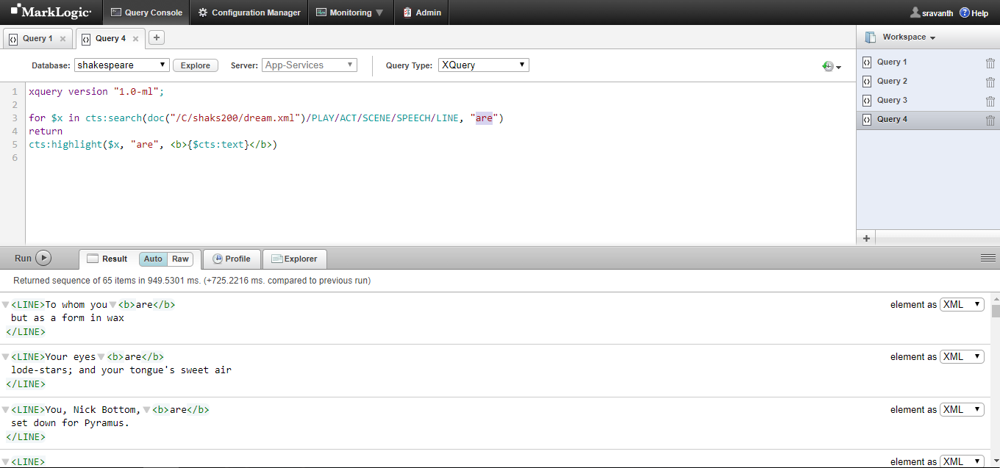 MarkLogic Query Console Configuration Manager Monitoring Admin sravanth Help
Query 1 Query 4 + Workspace
Database: shakespeare Explore Server: App-Services Query Type: XQuery
Query 1
Query 2
Query 3
Query 4
1 xquery version "1.0-ml";
2
3 for $x in cts:search(doc("/C/shaks200/dream.xml")/PLAY/ACT/SCENE/SPEECH/LINE, "are")
4 return
5 cts:highlight($x, "are", <b>{$cts:text}</b>)
6
+
Run Result Auto Raw Profile Explorer
Returned sequence of 65 items in 949.5301 ms. (+725.2216 ms. compared to previous run)
<LINE>To whom you <b>are</b> element as XML
but as a form in wax
</LINE>
<LINE>Your eyes <b>are</b> element as XML
lode-stars; and your tongue's sweet air
</LINE>
<LINE>You, Nick Bottom, <b>are</b> element as XML
set down for Pyramus.
</LINE>
<LINE> element as XML